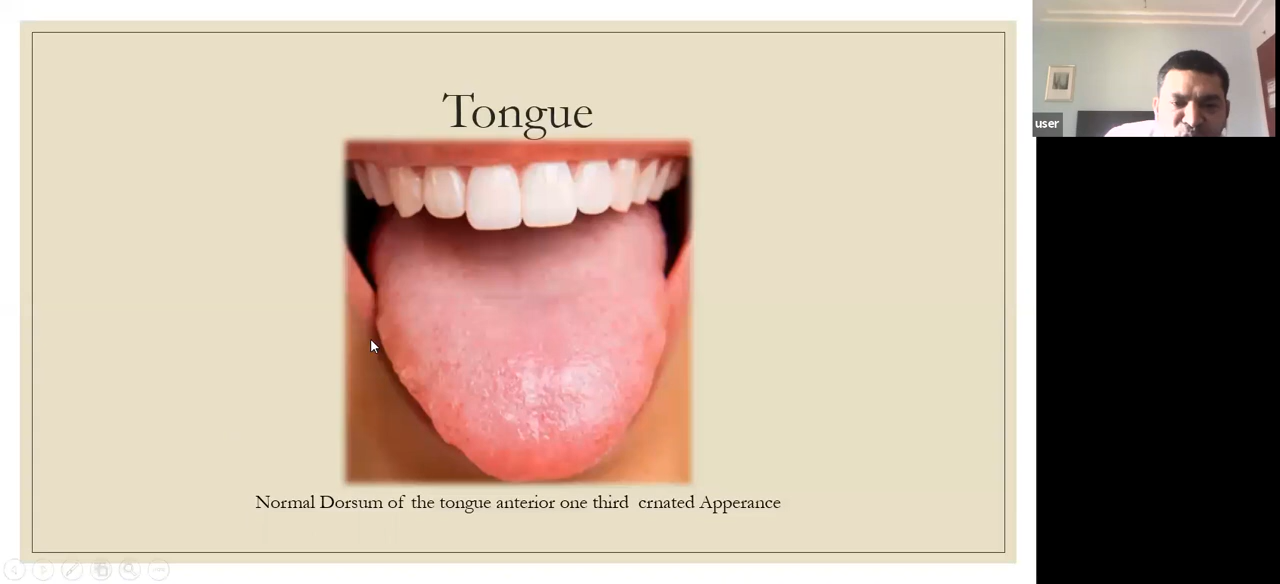 Tongue
user
Normal Dorsum of the tongue anterior one third crnated Apperance